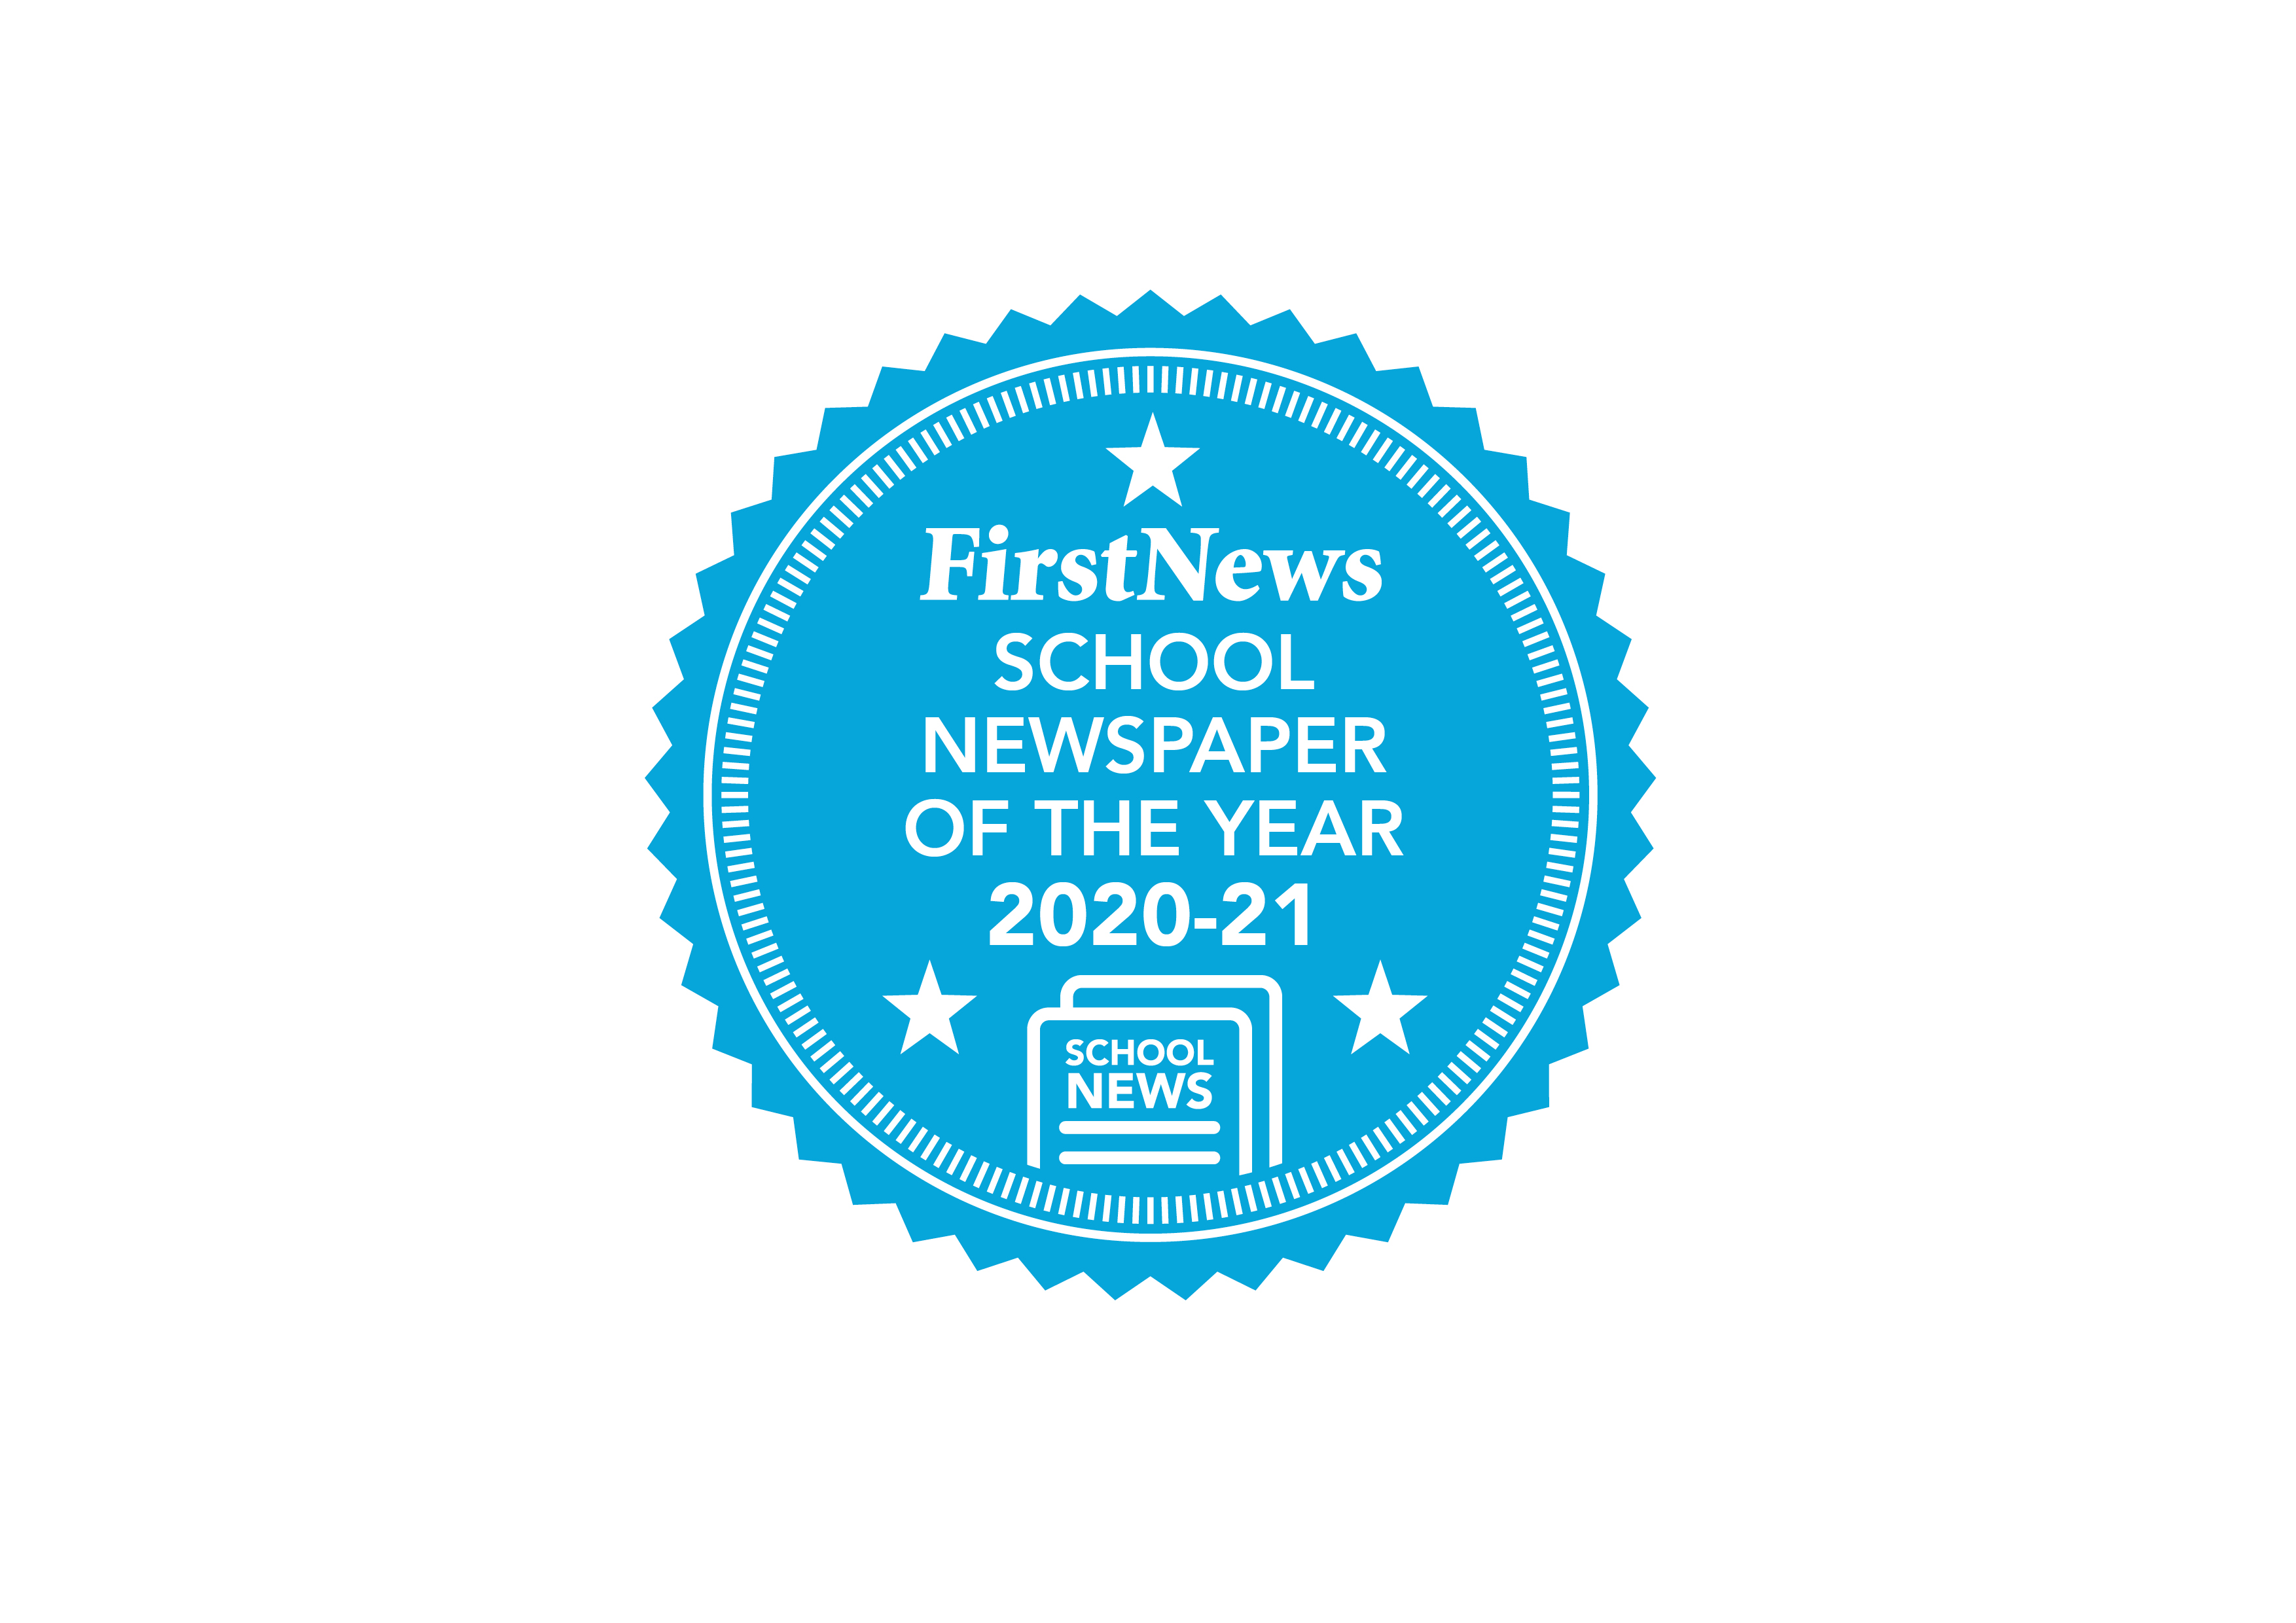 FirstNews
SCHOOL
NEWSPAPER
OF THE YEAR
2020-21
SCHOOL
NEWS